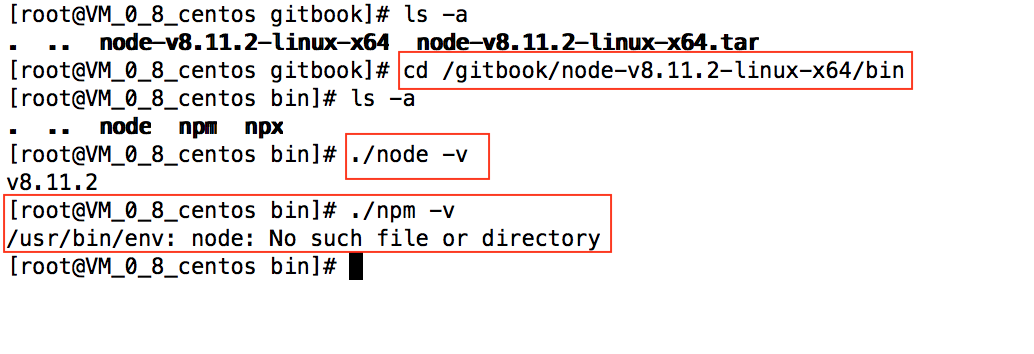 [root@VM_0_8_centos gitbook]# ls -a
.  ..  node-v8.11.2-linux-x64  node-v8.11.2-linux-x64.tar
[root@VM_0_8_centos gitbook]# cd /gitbook/node-v8.11.2-linux-x64/bin
[root@VM_0_8_centos bin]# ls -a
.  ..  node  npm  npx
[root@VM_0_8_centos bin]# ./node -v
v8.11.2
[root@VM_0_8_centos bin]# ./npm -v
/usr/bin/env: node: No such file or directory
[root@VM_0_8_centos bin]#